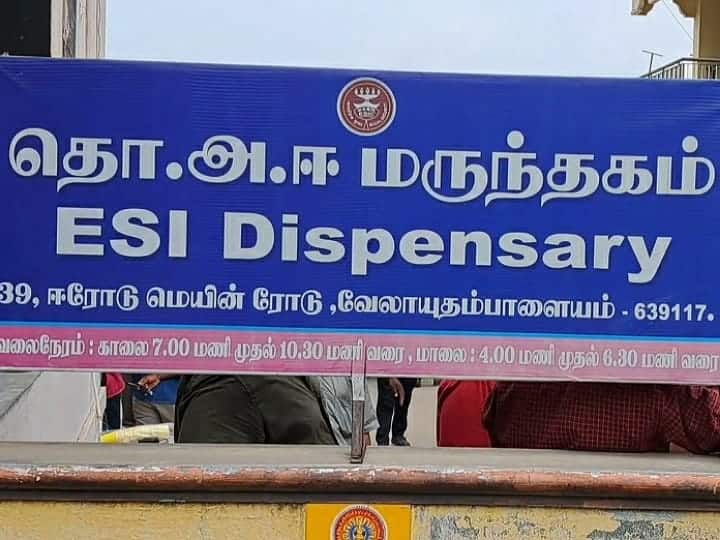 தொ.அ.ஈ மருந்தகம்
ESI Dispensary
39, ஈரோடு மெயின் ரோடு ,வேலாயுதம்பாளையம் - 639117.
வேலைநேரம் : காலை 7.00 மணி முதல் 10.30 மணி வரை , மாலை : 4.00 மணி முதல் 6.30 மணி வரை